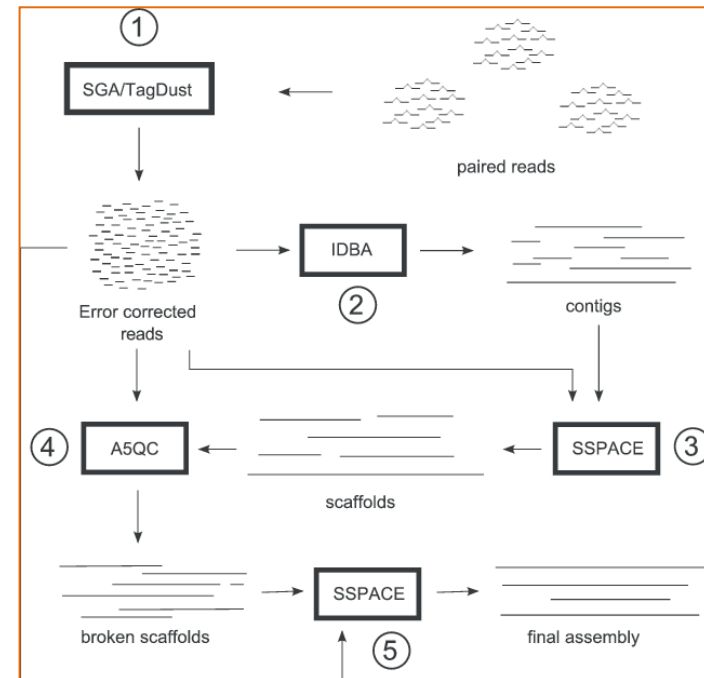 1
SGA/TagDust
paired reads
IDBA
2
Error corrected
reads
contigs
4
A5QC
scaffolds
SSPACE
3
broken scaffolds
SSPACE
5
final assembly